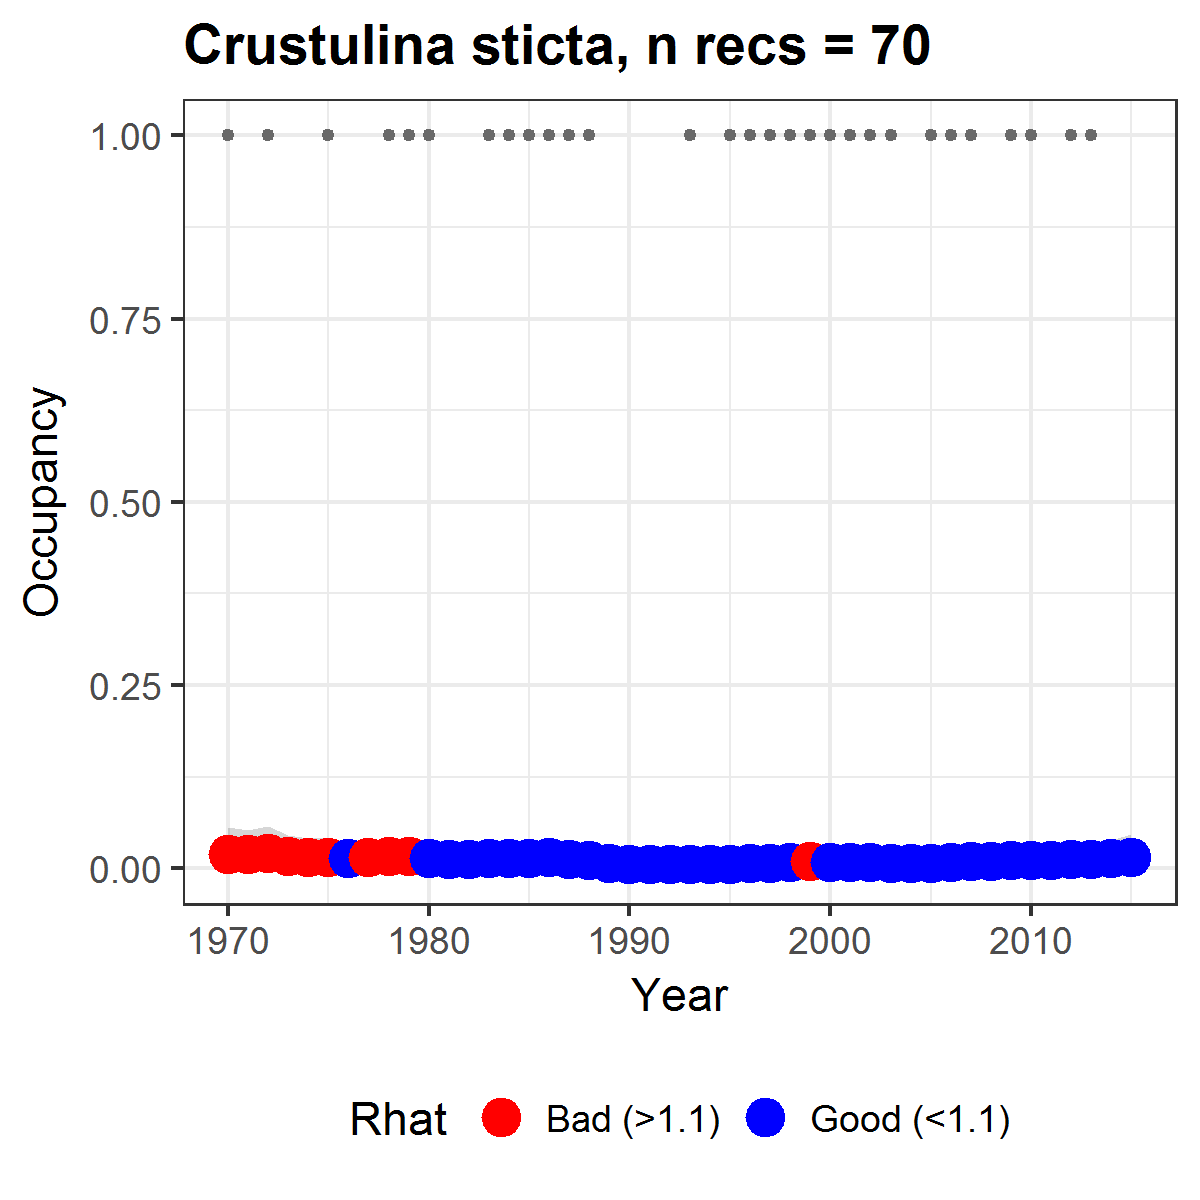 Crustulina sticta, n recs = 70
1.00
0.75
0.50
0.25
0.00
Occupancy
1970 1980 1990 2000 2010
Year
Rhat Bad (>1.1) Good (<1.1)